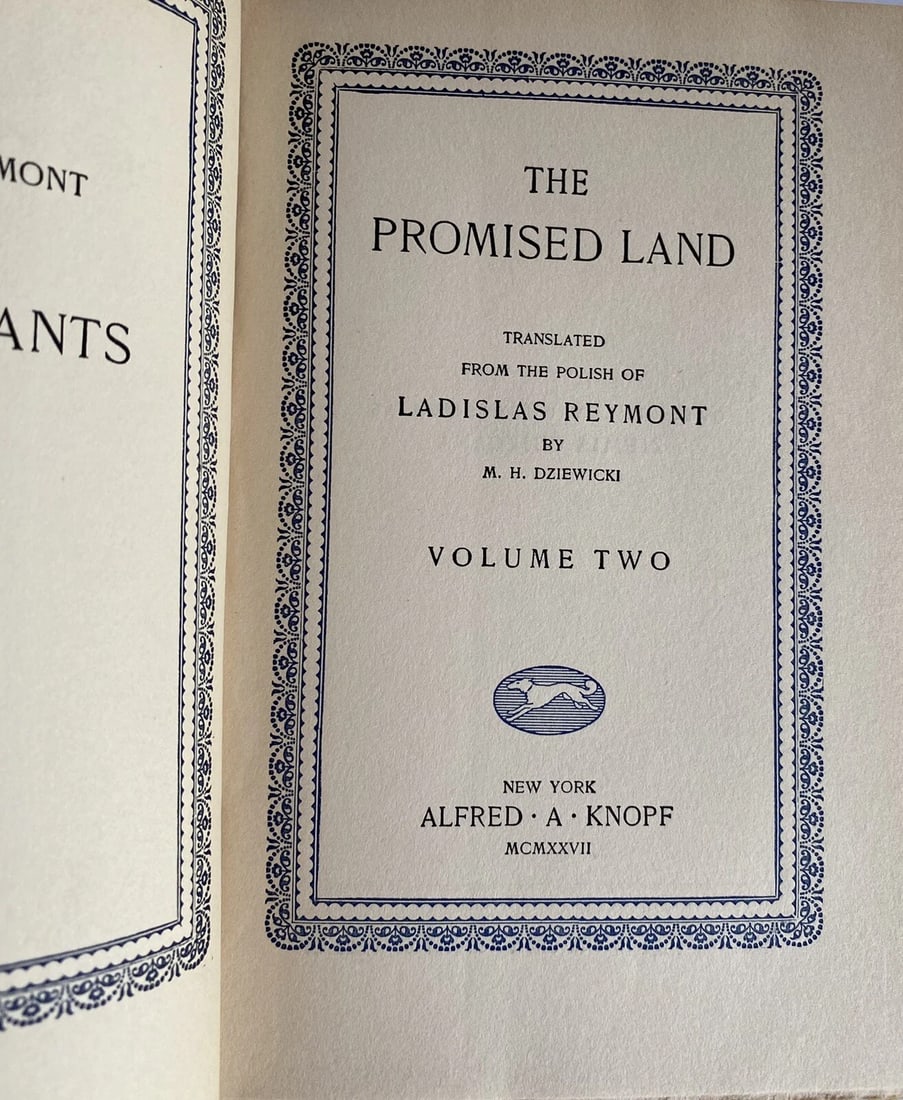 MONT
ANTS
THE
PROMISED LAND
TRANSLATED
FROM THE POLISH OF
LADISLAS REYMONT
BY
M. H. DZIEWICKI
VOLUME TWO
NEW YORK
ALFRED · A · KNOPF
MCMXXVII